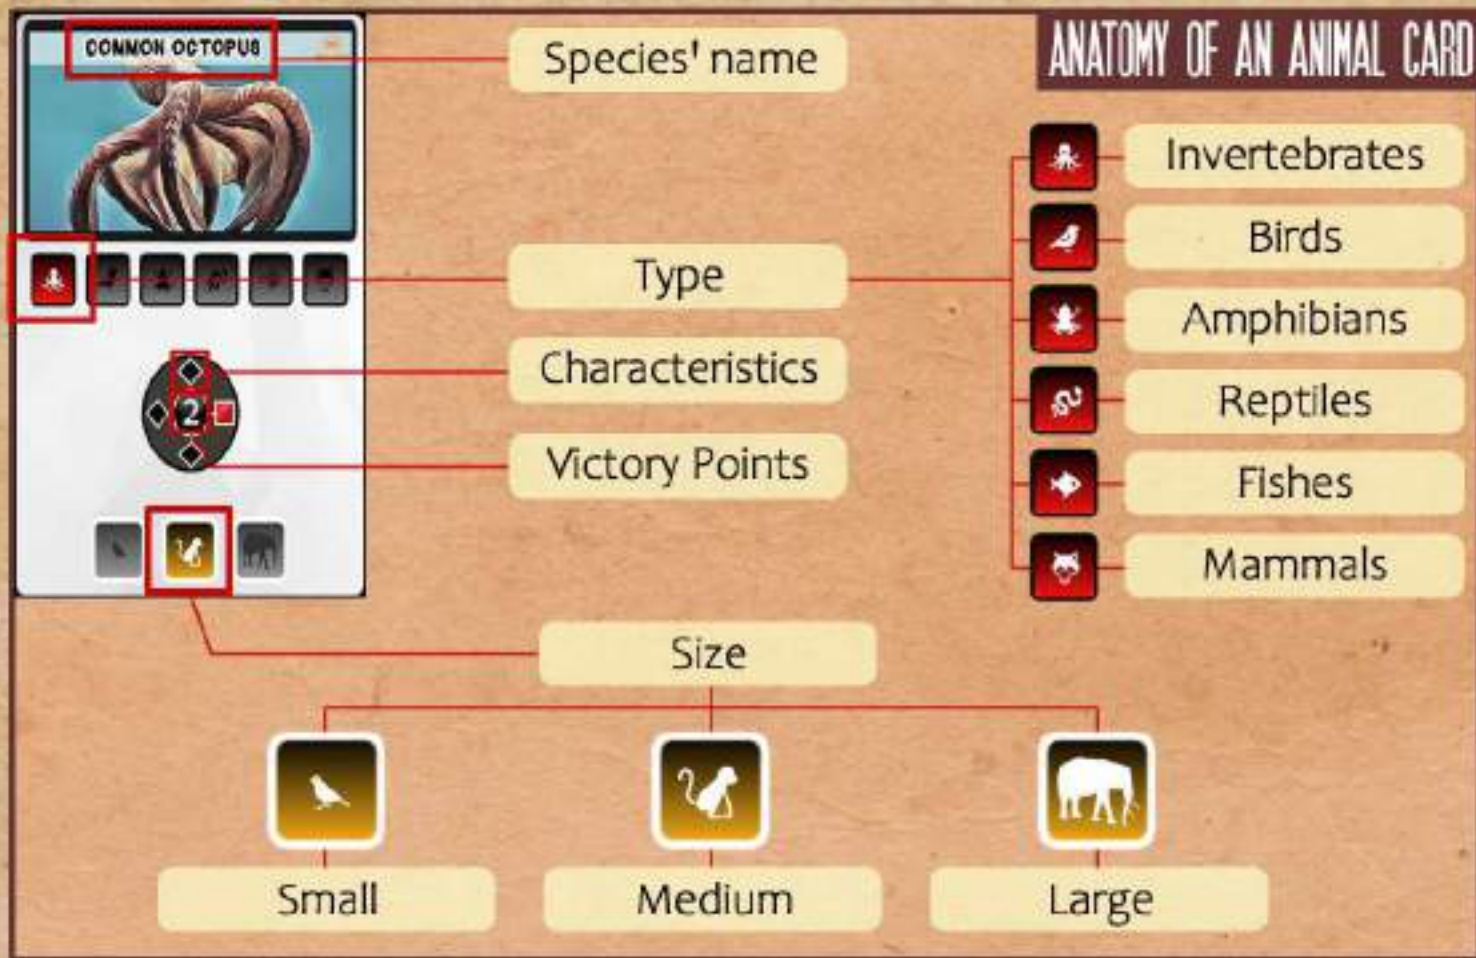 COMMON OCTOPUS
Species' name
ANATOMY OF AN ANIMAL CARD
Invertebrates
Birds
Type
Amphibians
Characteristics
Reptiles
2
Victory Points
Fishes
Mammals
Size
Small
Medium
Large